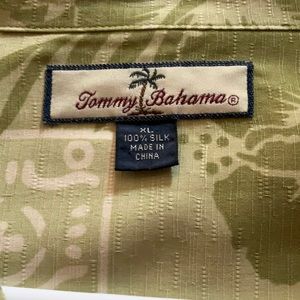 Tommy Bahama®
XL
100% SILK
MADE IN
CHINA